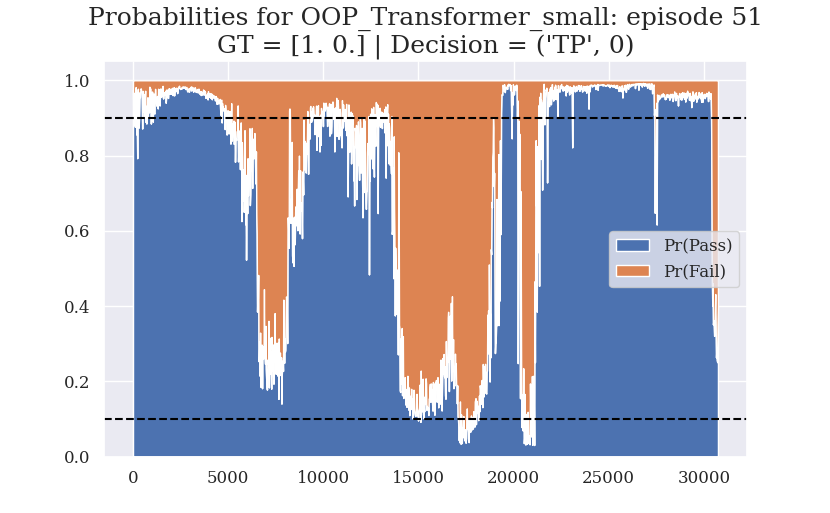 Probabilities for OOP_Transformer_small: episode 51
GT = [1. 0.] | Decision = ('TP', 0)
1.0
0.8
0.6
0.4
0.2
0.0
Pr(Pass)
Pr(Fail)
0 5000 10000 15000 20000 25000 30000